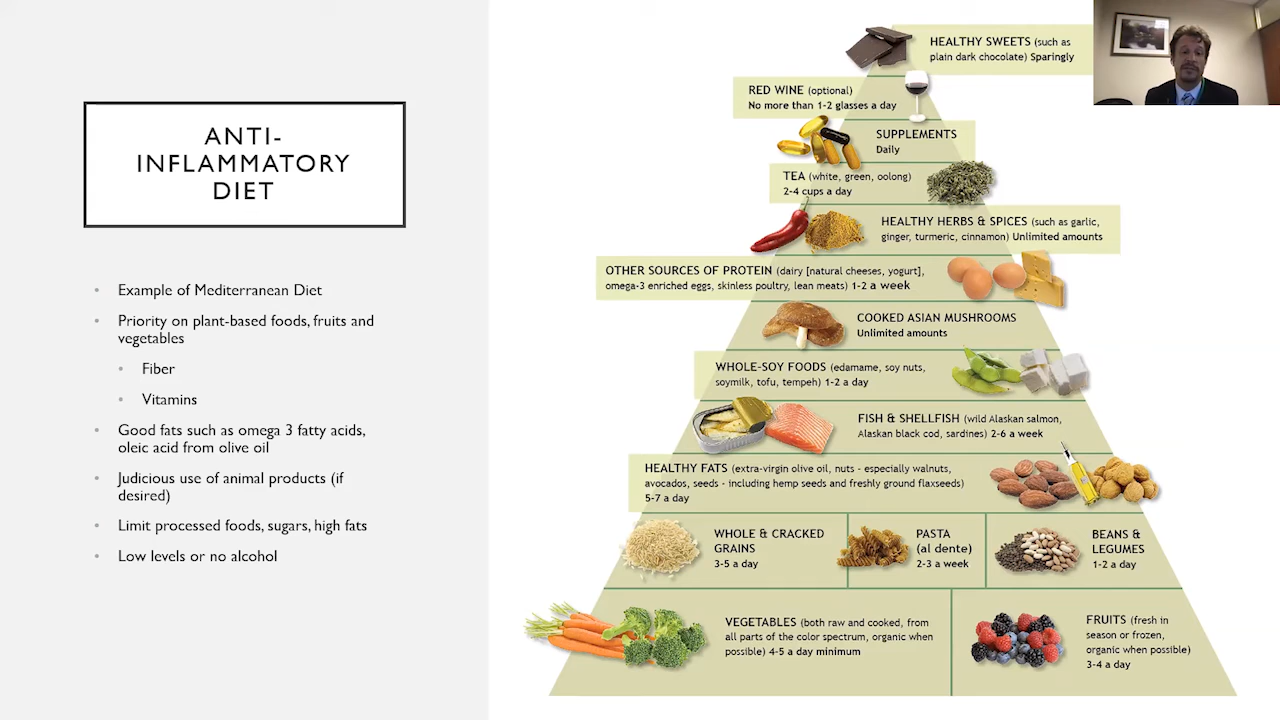 ANTI-
INFLAMMATORY
DIET
• Example of Mediterranean Diet
• Priority on plant-based foods, fruits and
vegetables
• Fiber
• Vitamins
• Good fats such as omega 3 fatty acids,
oleic acid from olive oil
• Judicious use of animal products (if
desired)
• Limit processed foods, sugars, high fats
• Low levels or no alcohol
HEALTHY SWEETS (such as
plain dark chocolate) Sparingly
RED WINE (optional)
No more than 1-2 glasses a day
SUPPLEMENTS
Daily
TEA (white, green, oolong)
2-4 cups a day
HEALTHY HERBS & SPICES (such as garlic,
ginger, turmeric, cinnamon) Unlimited amounts
OTHER SOURCES OF PROTEIN (dairy [natural cheeses, yogurt],
omega-3 enriched eggs, skinless poultry, lean meats) 1-2 a week
COOKED ASIAN MUSHROOMS
Unlimited amounts
WHOLE-SOY FOODS (edamame, soy nuts,
soymilk, tofu, tempeh) 1-2 a day
FISH & SHELLFISH (wild Alaskan salmon,
Alaskan black cod, sardines) 2-6 a week
HEALTHY FATS (extra-virgin olive oil, nuts - especially walnuts,
avocados, seeds - including hemp seeds and freshly ground flaxseeds)
5-7 a day
WHOLE & CRACKED
GRAINS
3-5 a day
PASTA
(al dente)
2-3 a week
BEANS &
LEGUMES
1-2 a day
VEGETABLES (both raw and cooked, from
all parts of the color spectrum, organic when
possible) 4-5 a day minimum
FRUITS (fresh in
season or frozen,
organic when possible)
3-4 a day